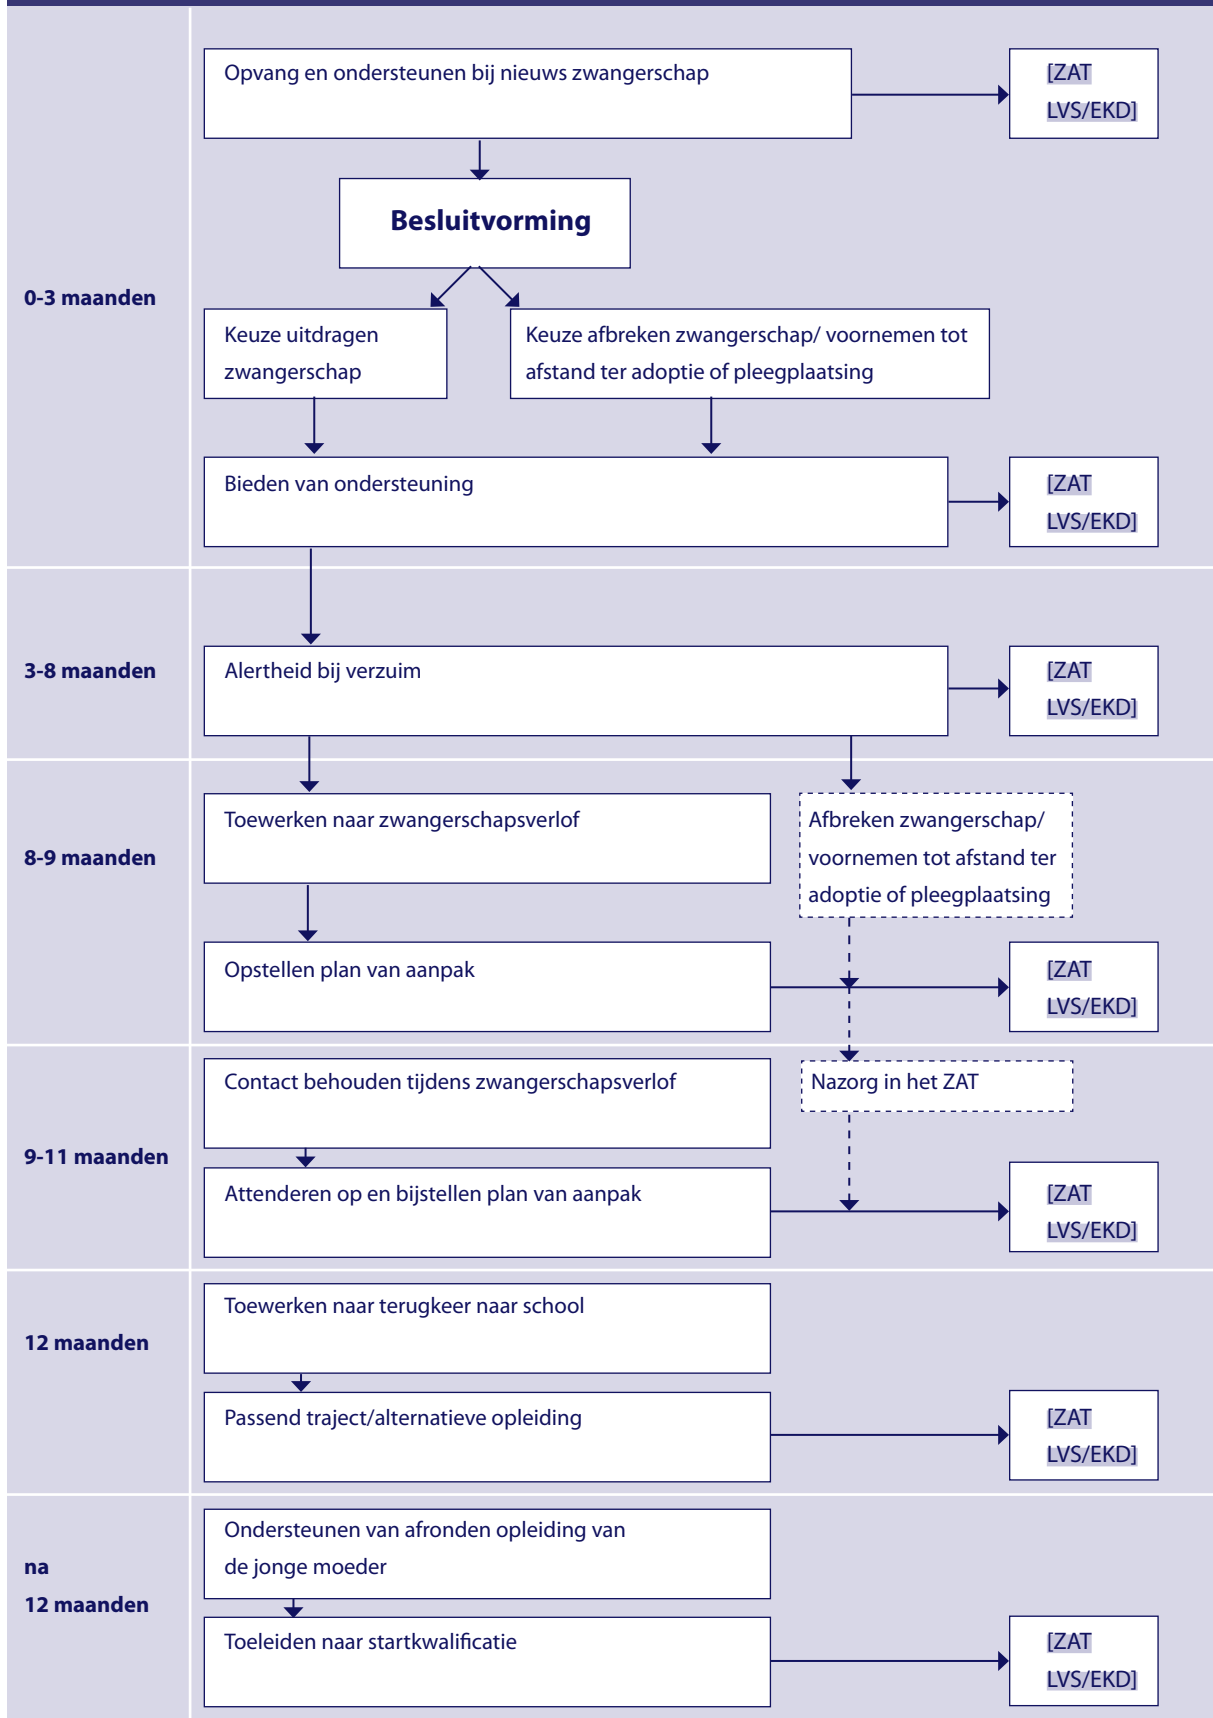 Opvang en ondersteunen bij nieuws zwangerschap
[ZAT
LVS/EKD]
Besluitvorming
0-3 maanden
Keuze uitdragen
zwangerschap
Keuze afbreken zwangerschap/ voornemen tot
afstand ter adoptie of pleegplaatsing
Bieden van ondersteuning
[ZAT
LVS/EKD]
3-8 maanden
Alertheid bij verzuim
[ZAT
LVS/EKD]
8-9 maanden
Toewerken naar zwangerschapsverlof
Afbreken zwangerschap/
voornemen tot afstand ter
adoptie of pleegplaatsing
Opstellen plan van aanpak
[ZAT
LVS/EKD]
9-11 maanden
Contact behouden tijdens zwangerschapsverlof
Nazorg in het ZAT
Attenderen op en bijstellen plan van aanpak
[ZAT
LVS/EKD]
12 maanden
Toewerken naar terugkeer naar school
Passend traject/alternatieve opleiding
[ZAT
LVS/EKD]
na
12 maanden
Ondersteunen van afronden opleiding van
de jonge moeder
Toeleiden naar startkwalificatie
[ZAT
LVS/EKD]